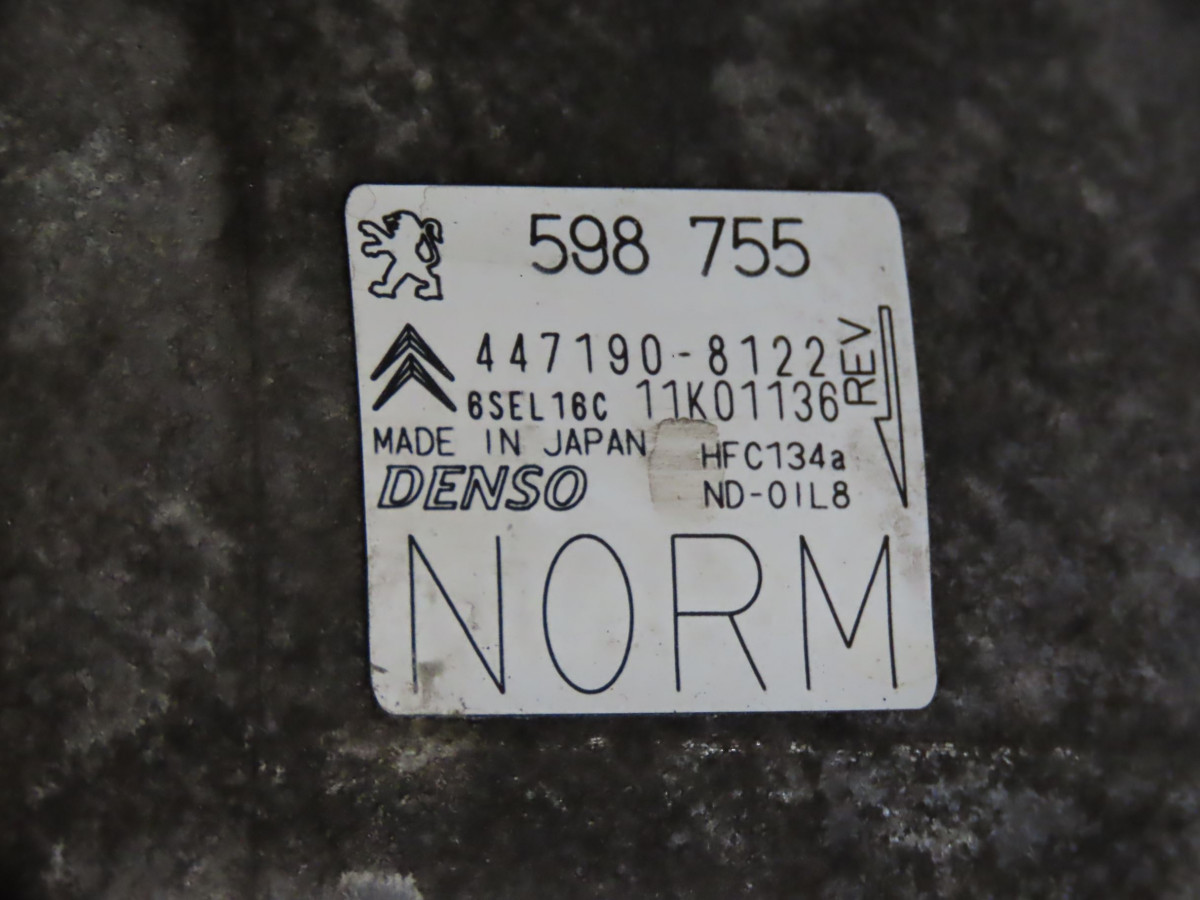 598 755
447190-8122
REV
6SEL16C 11K01136
MADE IN JAPAN
HFC134a
DENSO
ND-OIL8
NORM